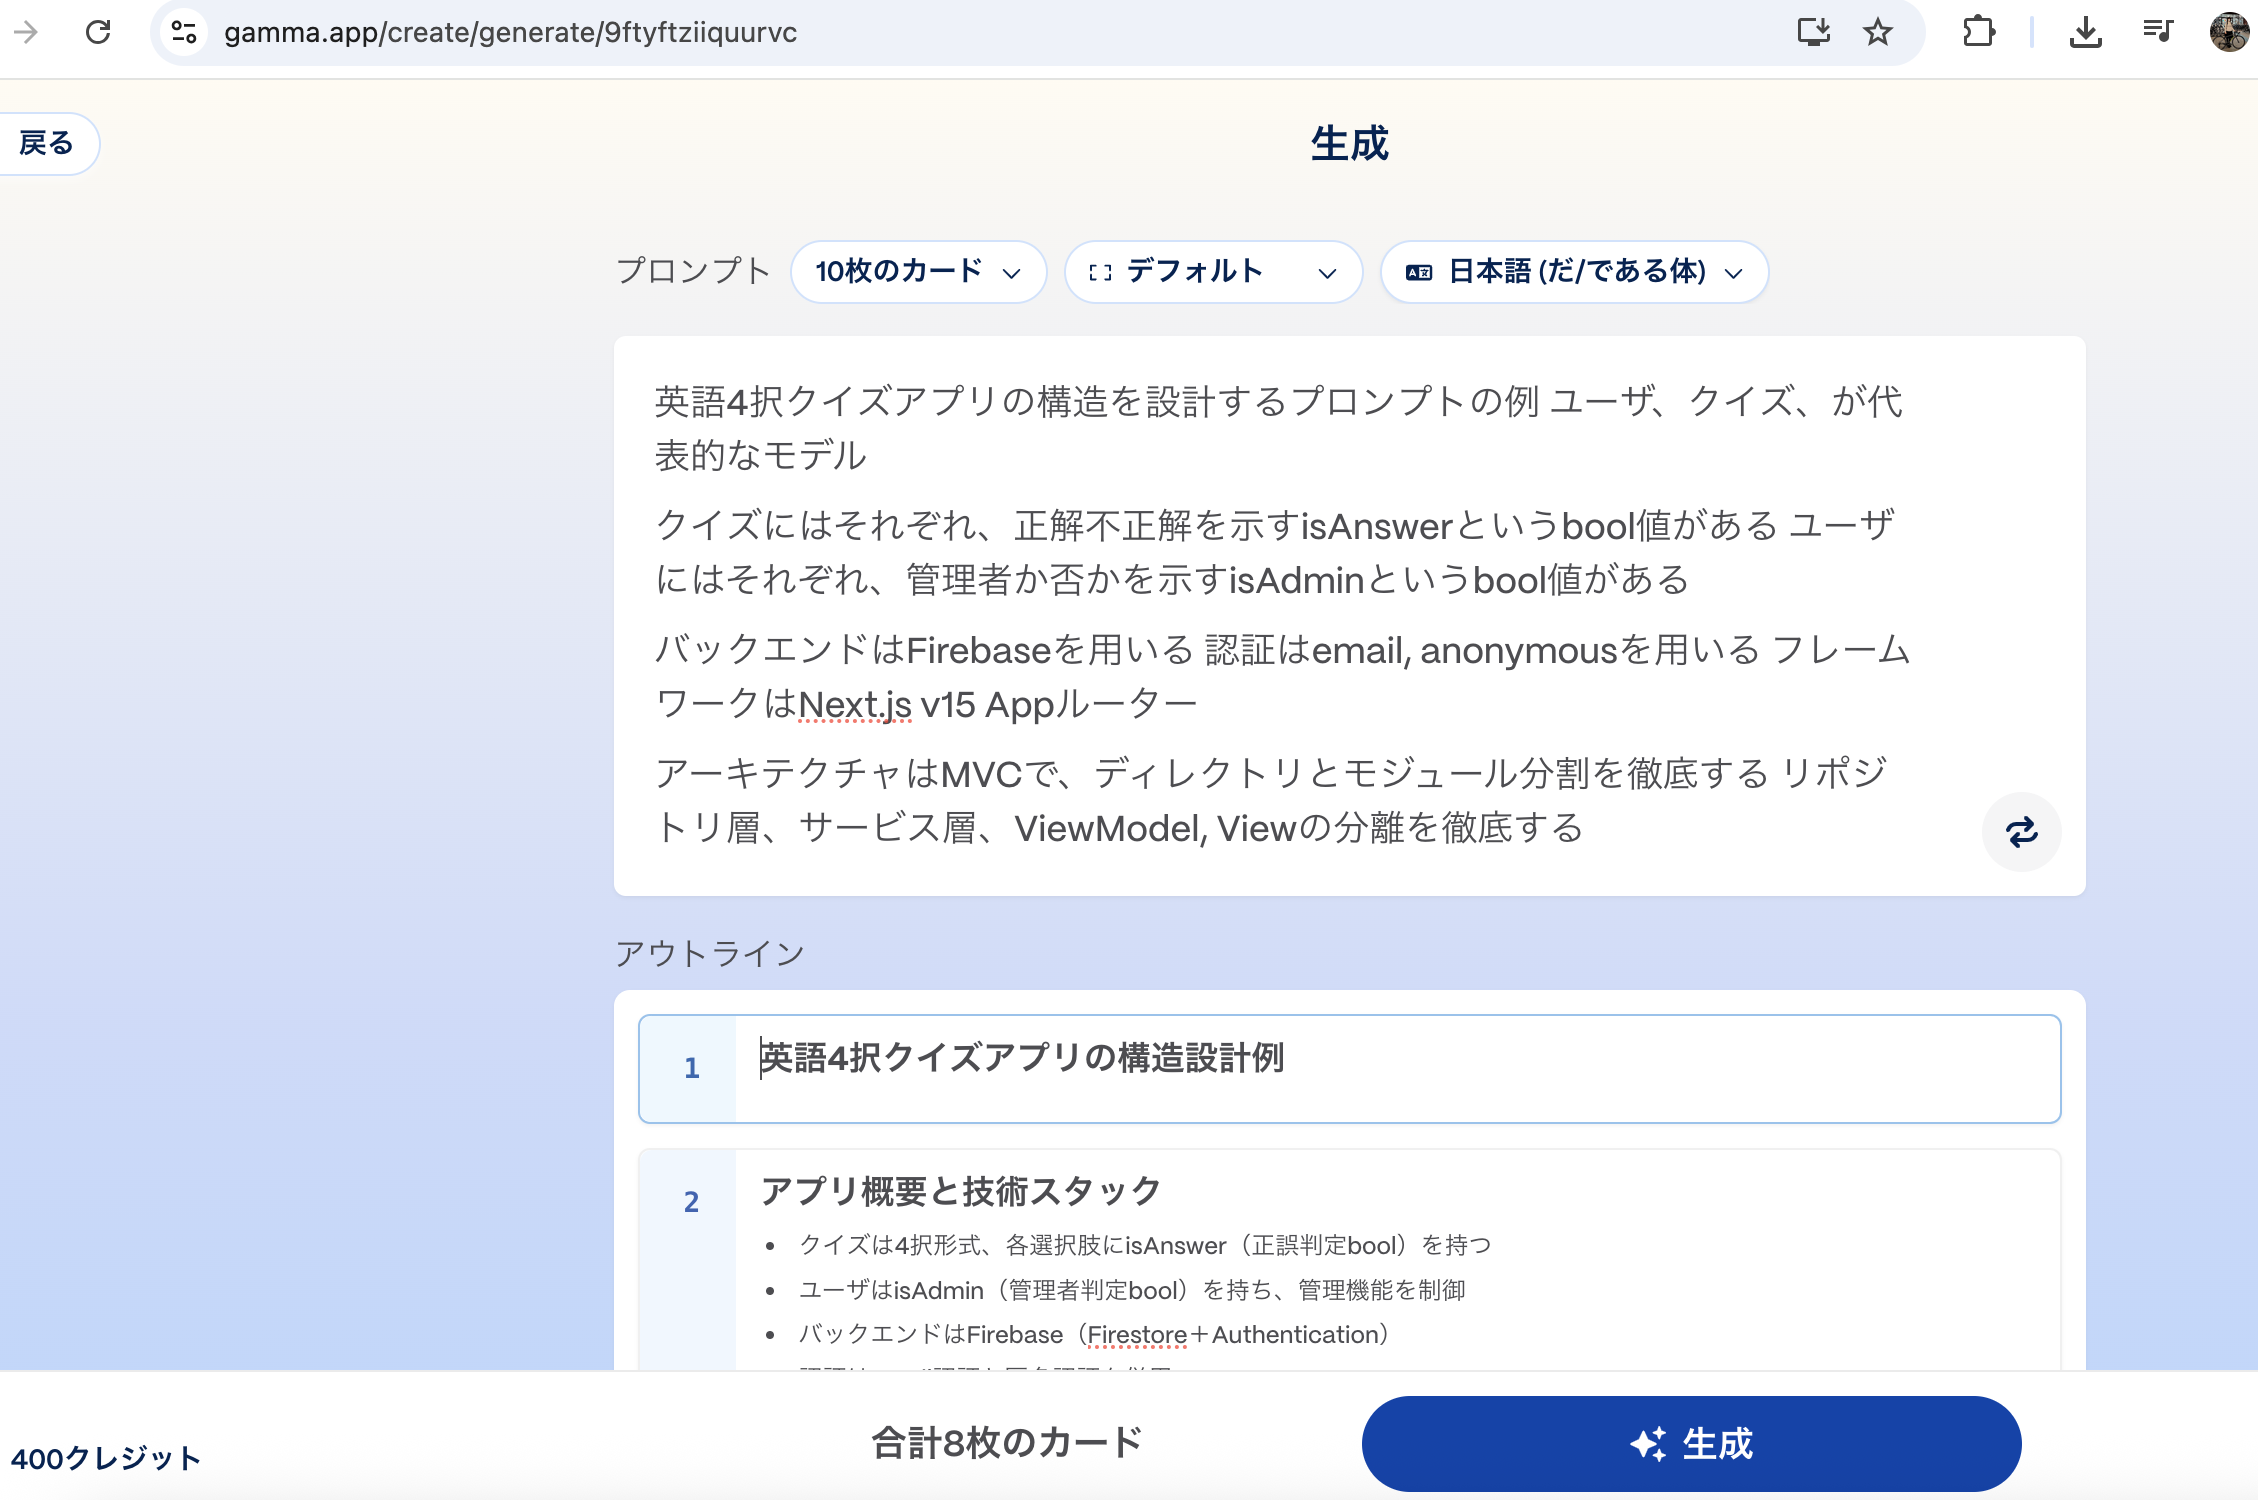 gamma.app/create/generate/9ftyftziiquurvc
戻る
生成
プロンプト 10枚のカード デフォルト 日本語 (だ/である体)
英語4択クイズアプリの構造を設計するプロンプトの例 ユーザ、クイズ、が代
表的なモデル
クイズにはそれぞれ、正解不正解を示すisAnswerというbool値がある ユーザ
にはそれぞれ、管理者か否かを示すisAdminというbool値がある
バックエンドはFirebaseを用いる 認証はemail, anonymousを用いる フレーム
ワークはNext.js v15 Appルーター
アーキテクチャはMVCで、ディレクトリとモジュール分割を徹底する リポジ
トリ層、サービス層、ViewModel, Viewの分離を徹底する
アウトライン
1 英語4択クイズアプリの構造設計例
2 アプリ概要と技術スタック
• クイズは4択形式、各選択肢にisAnswer（正誤判定bool）を持つ
• ユーザはisAdmin（管理者判定bool）を持ち、管理機能を制御
• バックエンドはFirebase（Firestore＋Authentication）
400クレジット
合計8枚のカード
生成